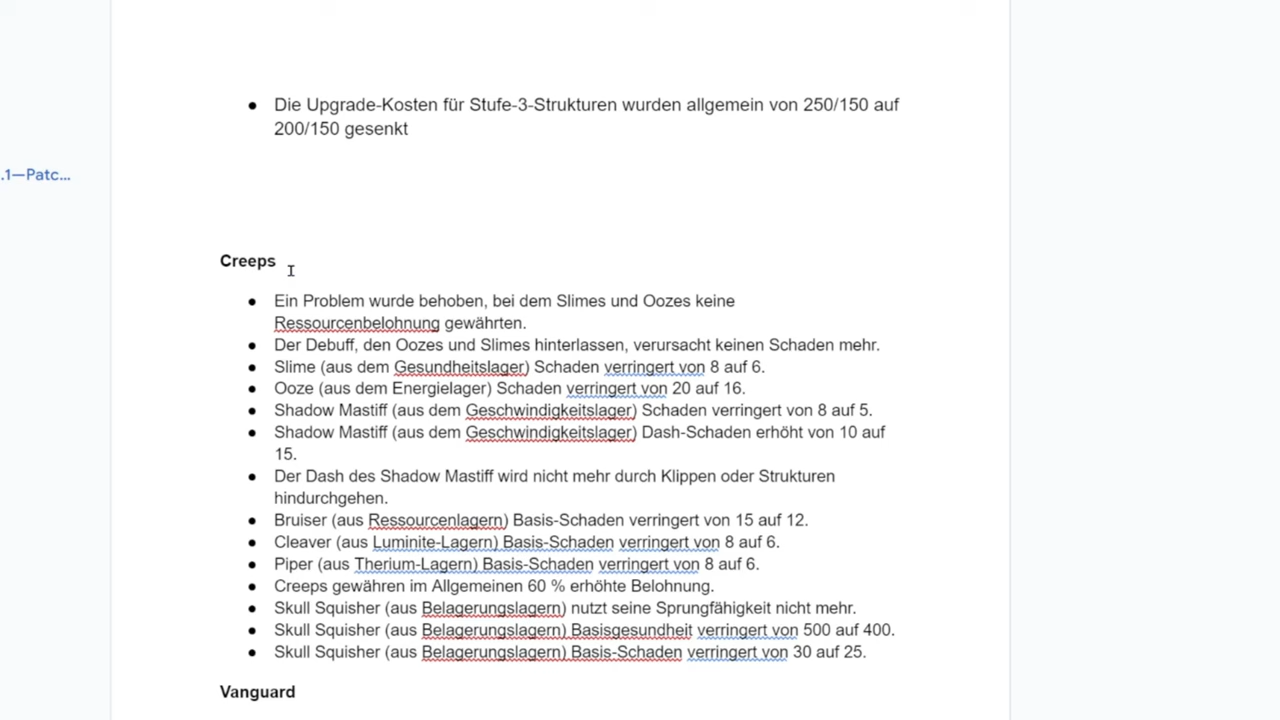 Die Upgrade-Kosten für Stufe-3-Strukturen wurden allgemein von 250/150 auf
200/150 gesenkt
.1—Patc...
Creeps
Ein Problem wurde behoben, bei dem Slimes und Oozes keine
Ressourcenbelohnung gewährten.
Der Debuff, den Oozes und Slimes hinterlassen, verursacht keinen Schaden mehr.
Slime (aus dem Gesundheitslager) Schaden verringert von 8 auf 6.
Ooze (aus dem Energielager) Schaden verringert von 20 auf 16.
Shadow Mastiff (aus dem Geschwindigkeitslager) Schaden verringert von 8 auf 5.
Shadow Mastiff (aus dem Geschwindigkeitslager) Dash-Schaden erhöht von 10 auf
15.
Der Dash des Shadow Mastiff wird nicht mehr durch Klippen oder Strukturen
hindurchgehen.
Bruiser (aus Ressourcenlagern) Basis-Schaden verringert von 15 auf 12.
Cleaver (aus Luminite-Lagern) Basis-Schaden verringert von 8 auf 6.
Piper (aus Therium-Lagern) Basis-Schaden verringert von 8 auf 6.
Creeps gewähren im Allgemeinen 60 % erhöhte Belohnung.
Skull Squisher (aus Belagerungslagern) nutzt seine Sprungfähigkeit nicht mehr.
Skull Squisher (aus Belagerungslagern) Basisgesundheit verringert von 500 auf 400.
Skull Squisher (aus Belagerungslagern) Basis-Schaden verringert von 30 auf 25.
Vanguard